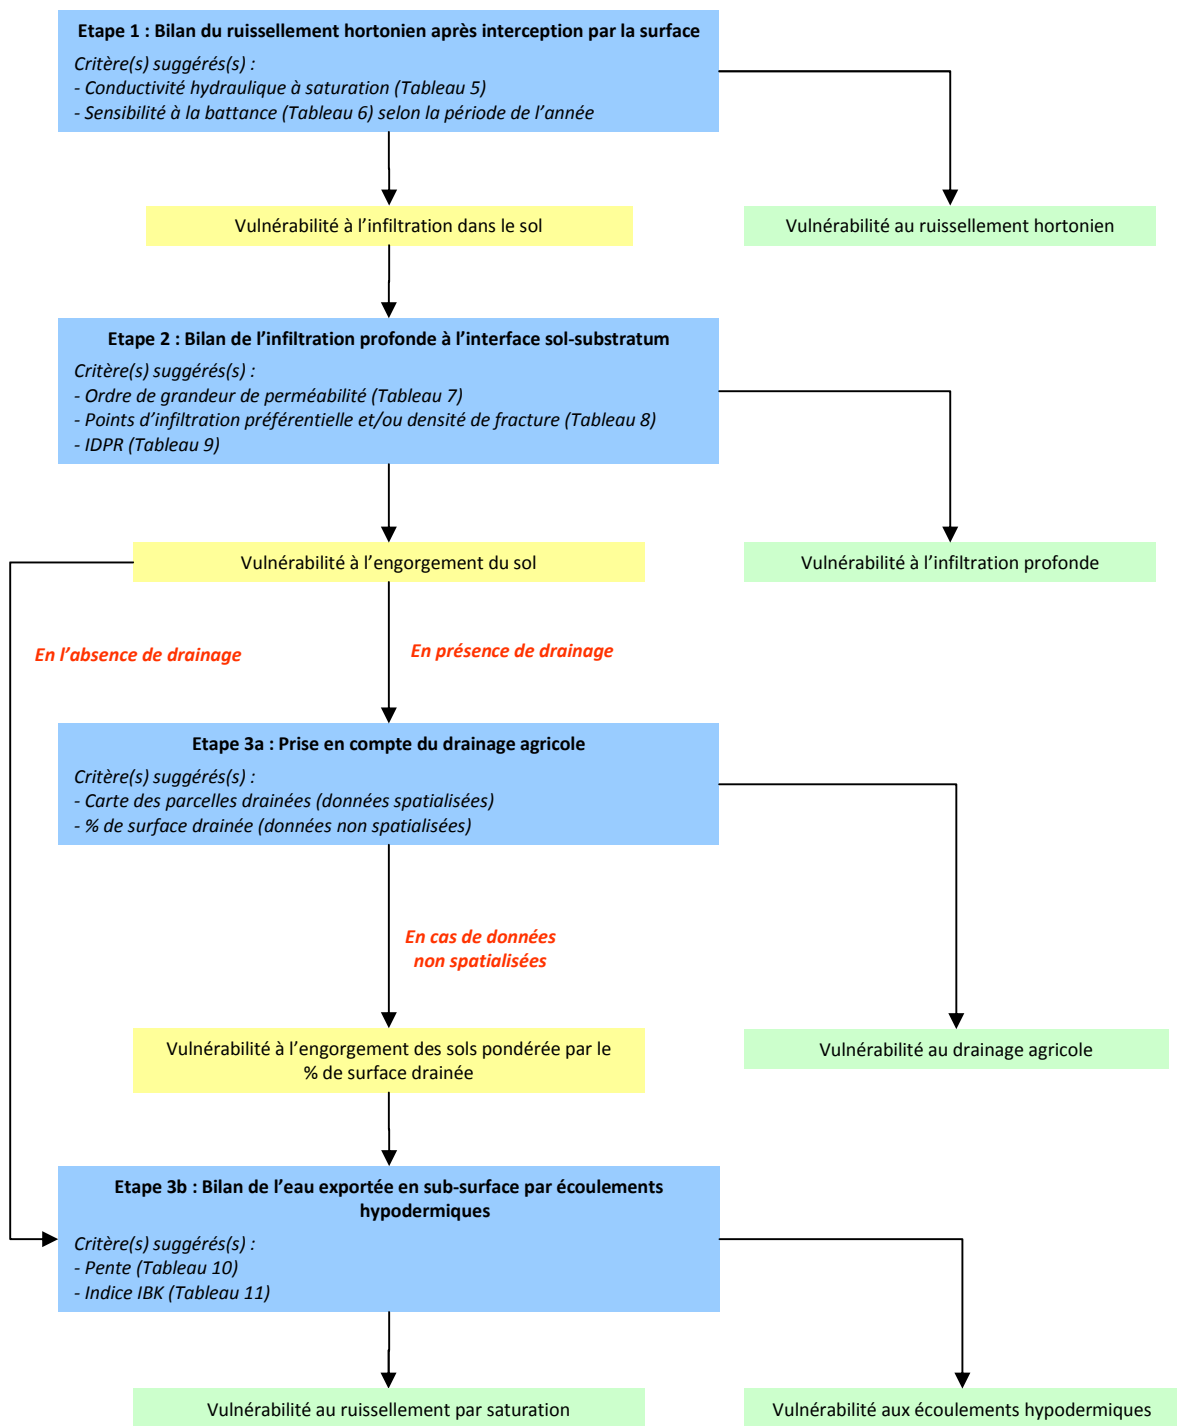 Etape 1 : Bilan du ruissellement hortonien après interception par la surface
Critère(s) suggérés(s) :
- Conductivité hydraulique à saturation (Tableau 5)
- Sensibilité à la battance (Tableau 6) selon la période de l’année
Vulnérabilité à l’infiltration dans le sol
Vulnérabilité au ruissellement hortonien
Etape 2 : Bilan de l’infiltration profonde à l’interface sol-substratum
Critère(s) suggérés(s) :
- Ordre de grandeur de perméabilité (Tableau 7)
- Points d’infiltration préférentielle et/ou densité de fracture (Tableau 8)
- IDPR (Tableau 9)
Vulnérabilité à l’engorgement du sol
Vulnérabilité à l’infiltration profonde
En l’absence de drainage
En présence de drainage
Etape 3a : Prise en compte du drainage agricole
Critère(s) suggérés(s) :
- Carte des parcelles drainées (données spatialisées)
- % de surface drainée (données non spatialisées)
En cas de données
non spatialisées
Vulnérabilité à l’engorgement des sols pondérée par le
% de surface drainée
Vulnérabilité au drainage agricole
Etape 3b : Bilan de l’eau exportée en sub-surface par écoulements
hypodermiques
Critère(s) suggérés(s) :
- Pente (Tableau 10)
- Indice IBK (Tableau 11)
Vulnérabilité au ruissellement par saturation
Vulnérabilité aux écoulements hypodermiques